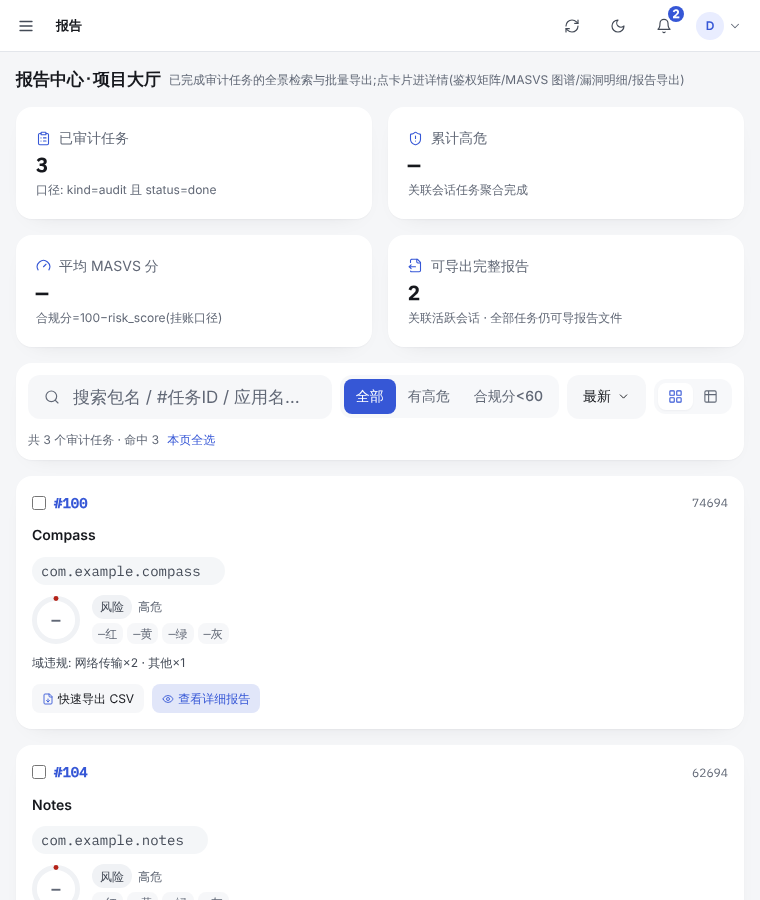 报告
2
D
报告中心·项目大厅 已完成审计任务的全景检索与批量导出;点卡片进详情(鉴权矩阵/MASVS 图谱/漏洞明细/报告导出)
已审计任务
3
口径: kind=audit 且 status=done
累计高危
—
关联会话任务聚合完成
平均 MASVS 分
—
合规分=100−risk_score(挂账口径)
可导出完整报告
2
关联活跃会话 · 全部任务仍可导报告文件
搜索包名 / #任务ID / 应用名...
全部 有高危 合规分<60 最新
共 3 个审计任务 · 命中 3 本页全选
#100 74694
Compass
com.example.compass
—
风险 高危
—红 —黄 —绿 —灰
域违规: 网络传输×2 · 其他×1
快速导出 CSV 查看详细报告
#104 62694
Notes
com.example.notes
—
风险 高危
—红 —黄 —绿 —灰